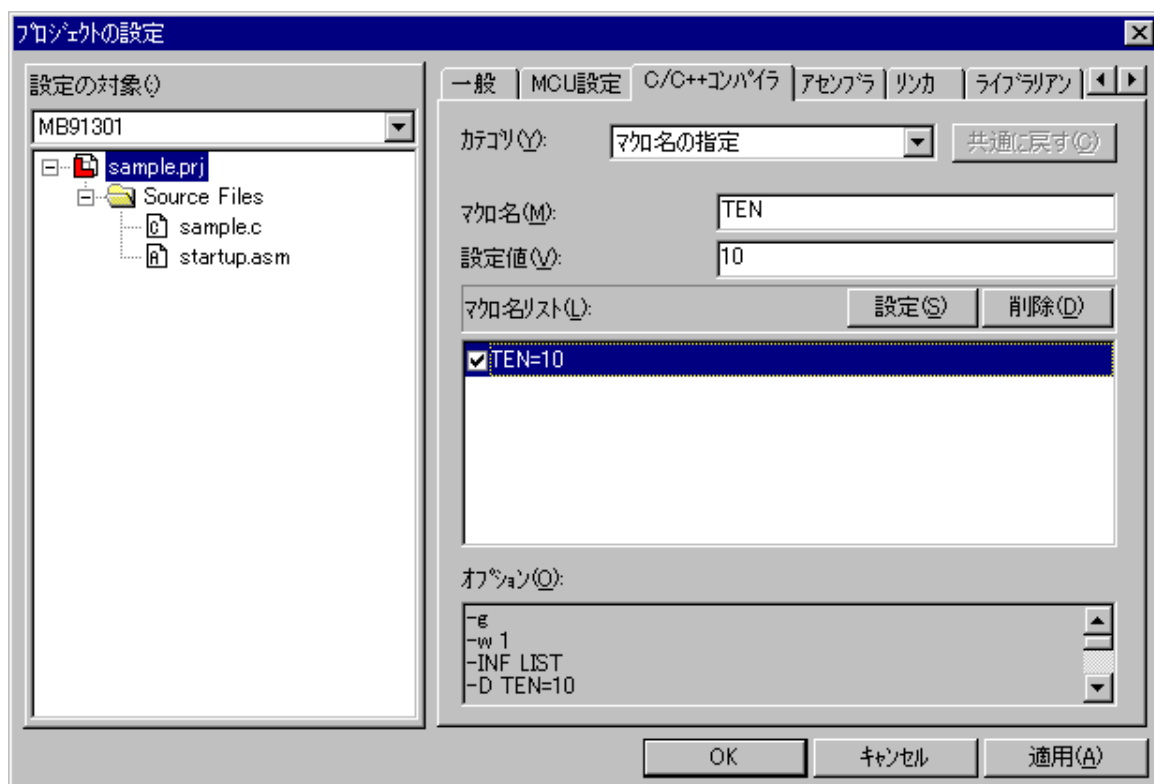 ﾌﾟﾛｼﾞｪｸﾄの設定
設定の対象(:)
MB91301
sample.prj
Source Files
sample.c
startup.asm
一般
MCU設定
C/C++ｺﾝﾊﾟｲﾗ
ｱｾﾝﾌﾞﾗ
ﾘﾝｶ
ﾗｲﾌﾞﾗﾘｱﾝ
ｶﾃｺﾞﾘ(Y):
ﾏｸﾛ名の指定
共通に戻す(C)
ﾏｸﾛ名(M):
TEN
設定値(V):
10
ﾏｸﾛ名ﾘｽﾄ(L):
設定(S)
削除(D)
TEN=10
ｵﾌﾟｼｮﾝ(O):
-g
-w 1
-INF LIST
-D TEN=10
OK
ｷｬﾝｾﾙ
適用(A)